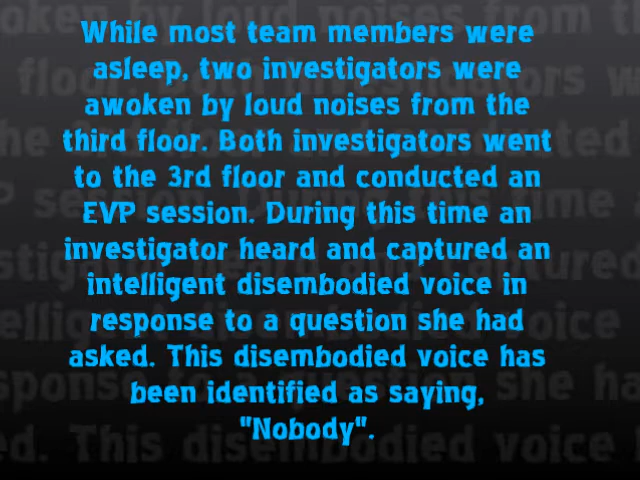 While most team members were
asleep, two investigators were
awoken by loud noises from the
third floor. Both investigators went
to the 3rd floor and conducted an
EVP session. During this time an
investigator heard and captured an
intelligent disembodied voice in
response to a question she had
asked. This disembodied voice has
been identified as saying,
"Nobody".